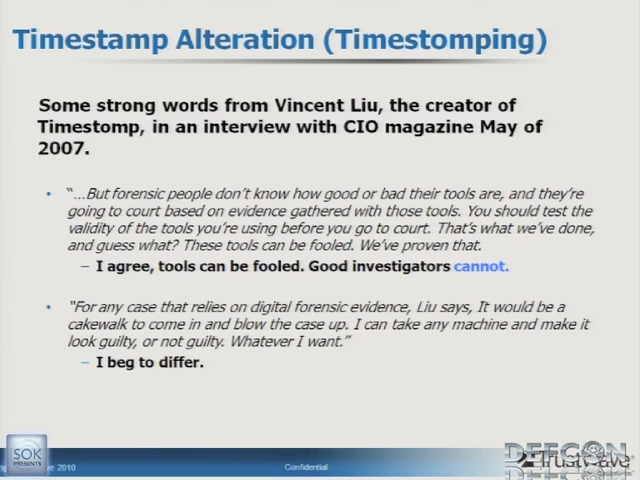 Timestamp Alteration (Timestomping)
Some strong words from Vincent Liu, the creator of
Timestomp, in an interview with CIO magazine May of
2007.
• "…But forensic people don't know how good or bad their tools are, and they're
going to court based on evidence gathered with those tools. You should test the
validity of the tools you're using before you go to court. That's what we've done,
and guess what? These tools can be fooled. We've proven that.
– I agree, tools can be fooled. Good investigators cannot.
• "For any case that relies on digital forensic evidence, Liu says, It would be a
cakewalk to come in and blow the case up. I can take any machine and make it
look guilty, or not guilty. Whatever I want."
– I beg to differ.
SOK
PRESENTS
2010
Confidential
DEFCON
Trustwave